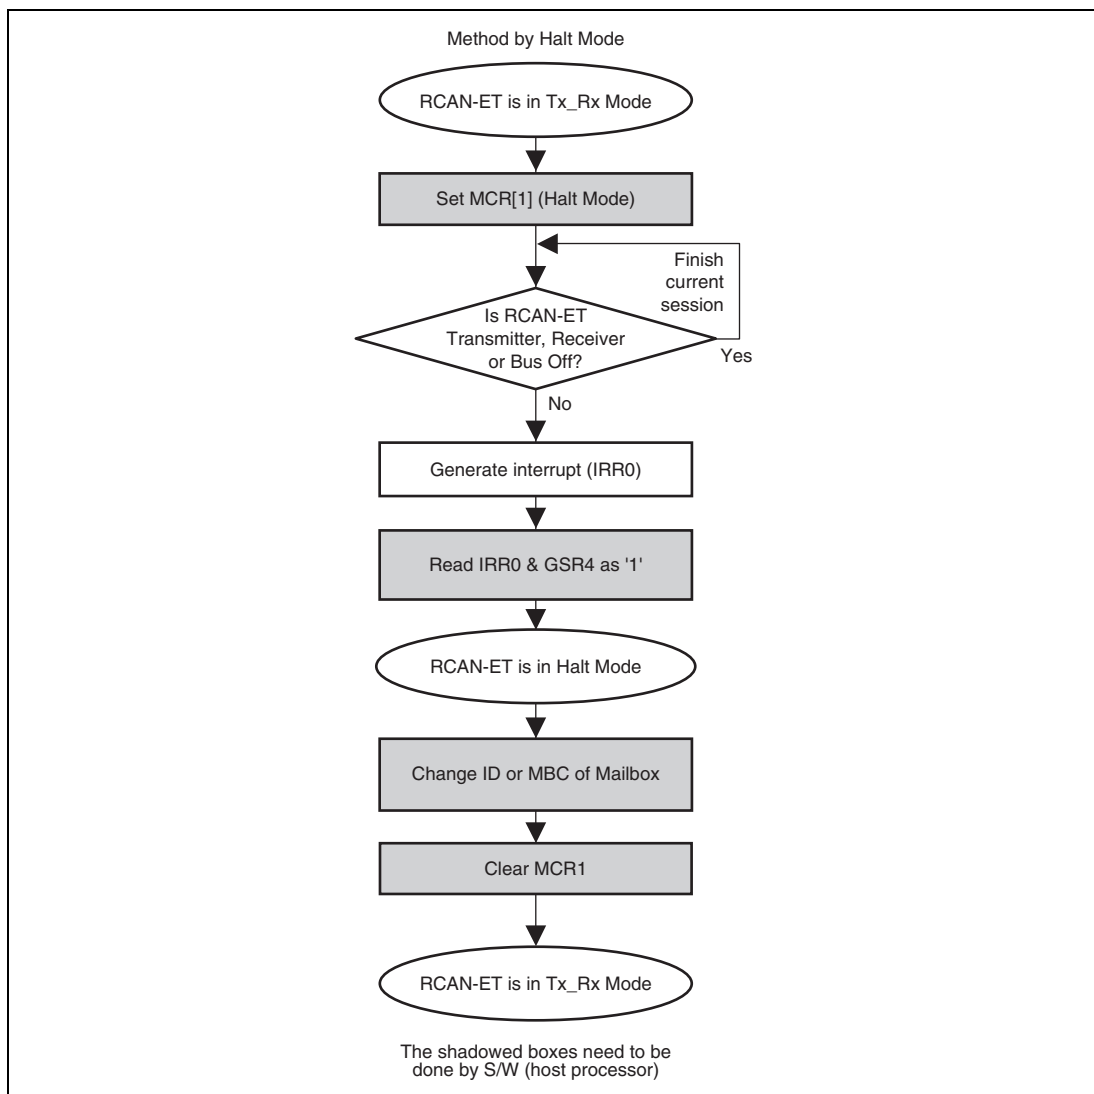 Method by Halt Mode
RCAN-ET is in Tx_Rx Mode
Set MCR[1] (Halt Mode)
Finish
current
session
Is RCAN-ET
Transmitter, Receiver
or Bus Off?
Yes
No
Generate interrupt (IRR0)
Read IRR0 & GSR4 as '1'
RCAN-ET is in Halt Mode
Change ID or MBC of Mailbox
Clear MCR1
RCAN-ET is in Tx_Rx Mode
The shadowed boxes need to be
done by S/W (host processor)